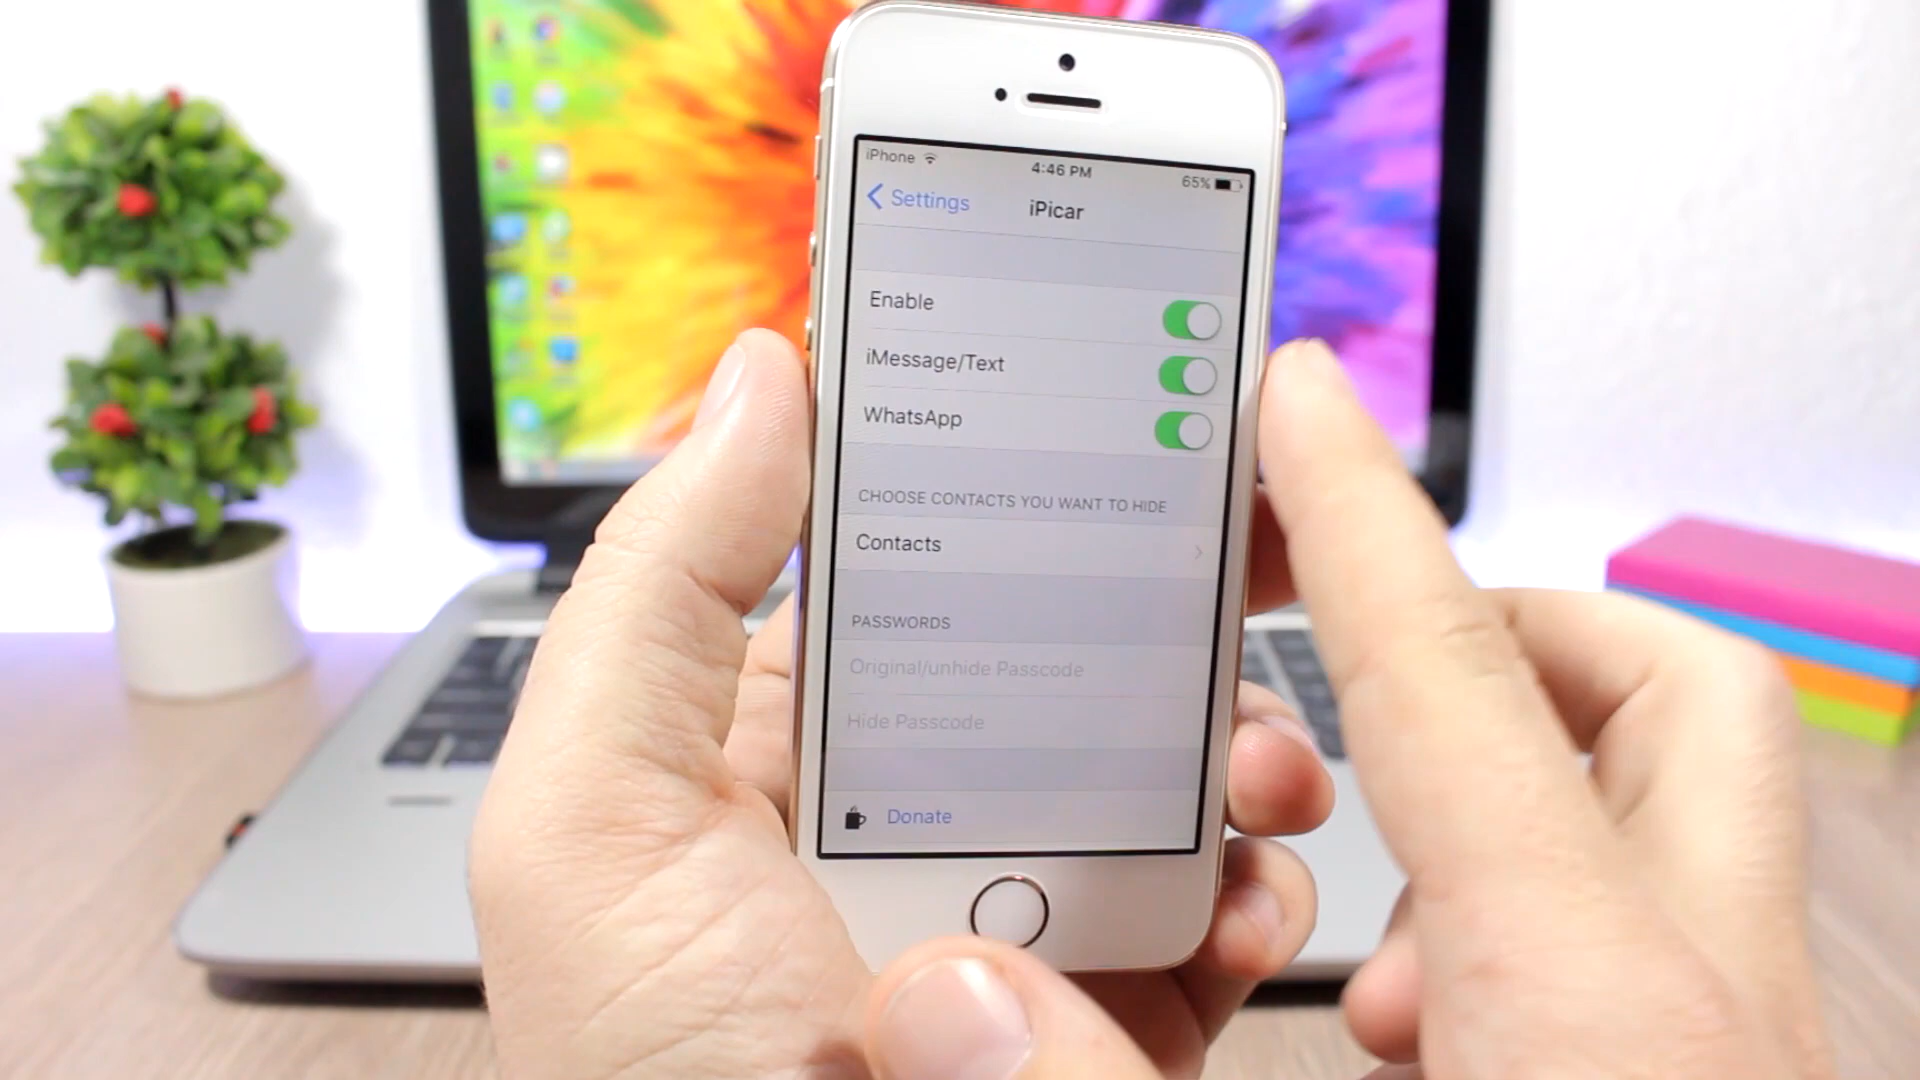 iPhone 4:46 PM 65%
Settings iPicar
Enable
iMessage/Text
WhatsApp
CHOOSE CONTACTS YOU WANT TO HIDE
Contacts
PASSWORDS
Original/unhide Passcode
Hide Passcode
Donate